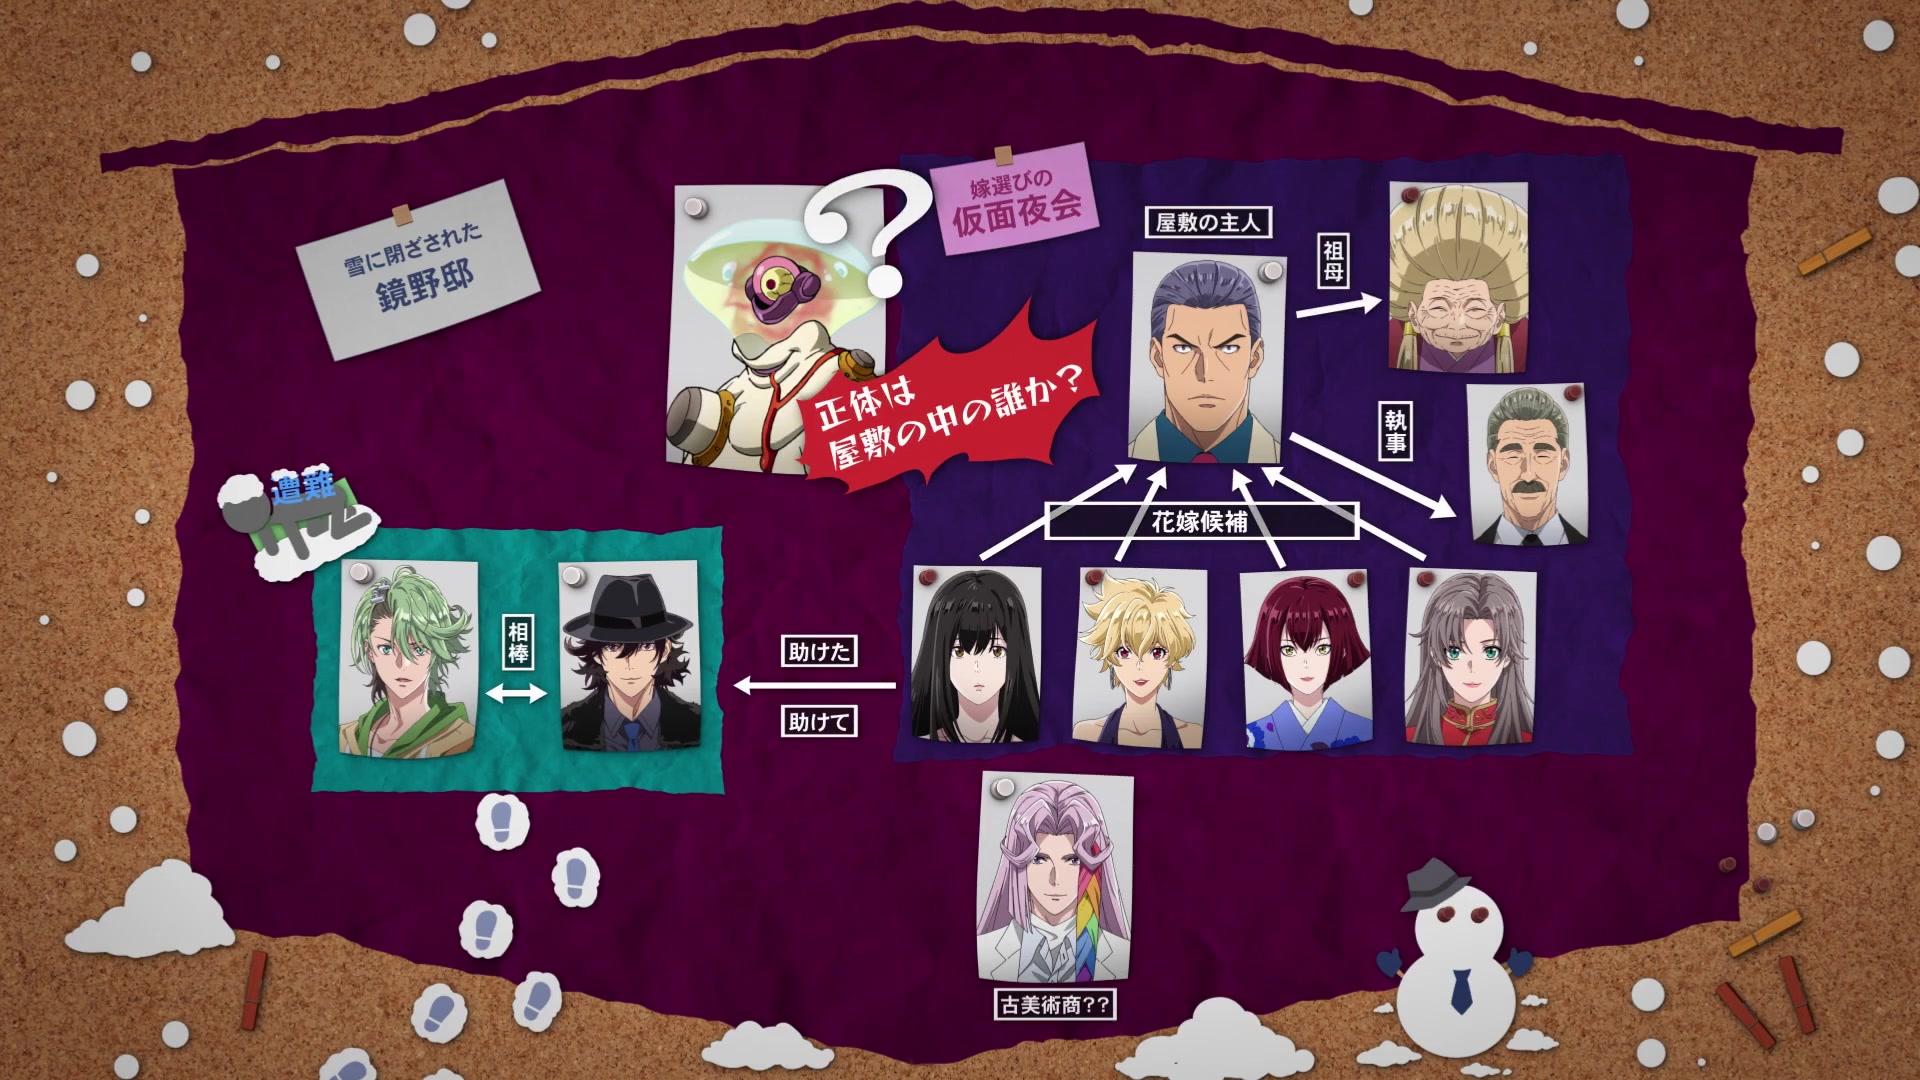 雪に閉ざされた
鏡野邸
?
嫁選びの
仮面夜会
屋敷の主人
祖母
正体は
屋敷の中の誰か?
執事
花嫁候補
遭難
相棒
助けた
助けて
古美術商??